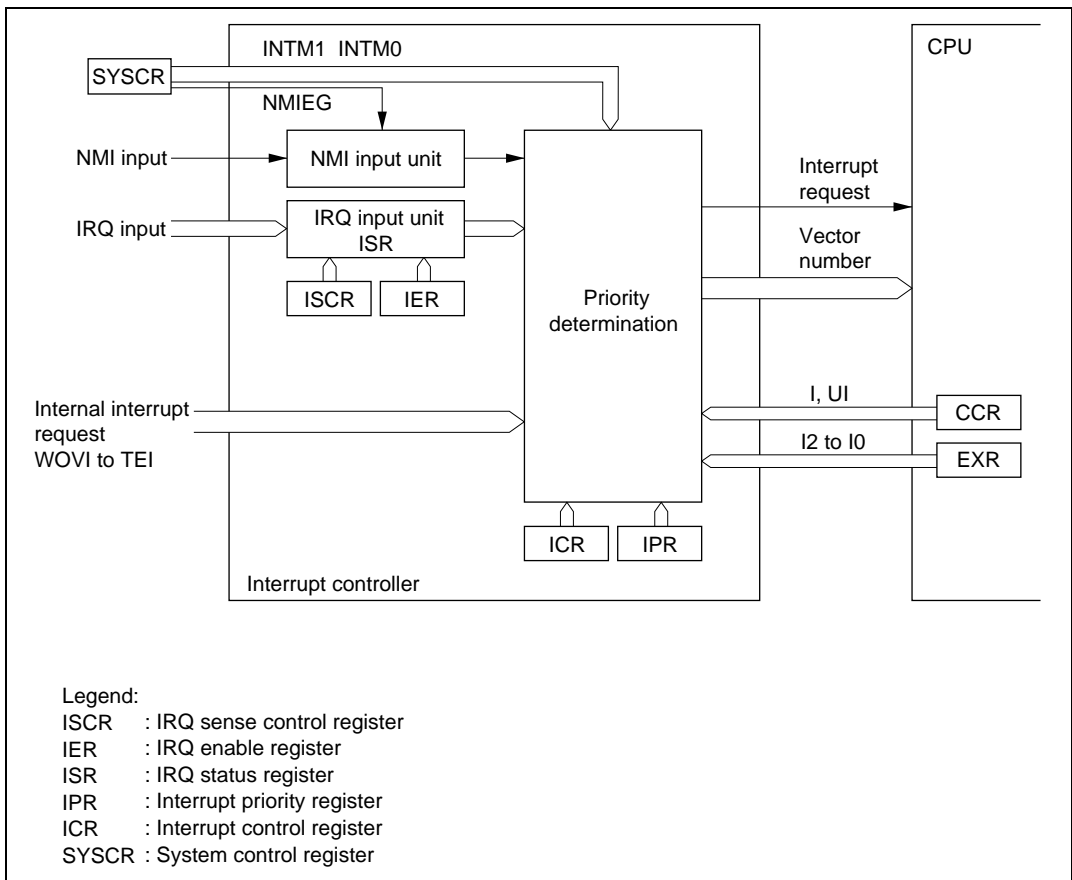 INTM1 INTM0
CPU
SYSCR
NMIEG
NMI input
NMI input unit
Interrupt
request
IRQ input
IRQ input unit
ISR
Vector
number
ISCR
IER
Priority
determination
I, UI
CCR
Internal interrupt
request
WOVI to TEI
I2 to I0
EXR
ICR
IPR
Interrupt controller
Legend:
ISCR : IRQ sense control register
IER : IRQ enable register
ISR : IRQ status register
IPR : Interrupt priority register
ICR : Interrupt control register
SYSCR : System control register